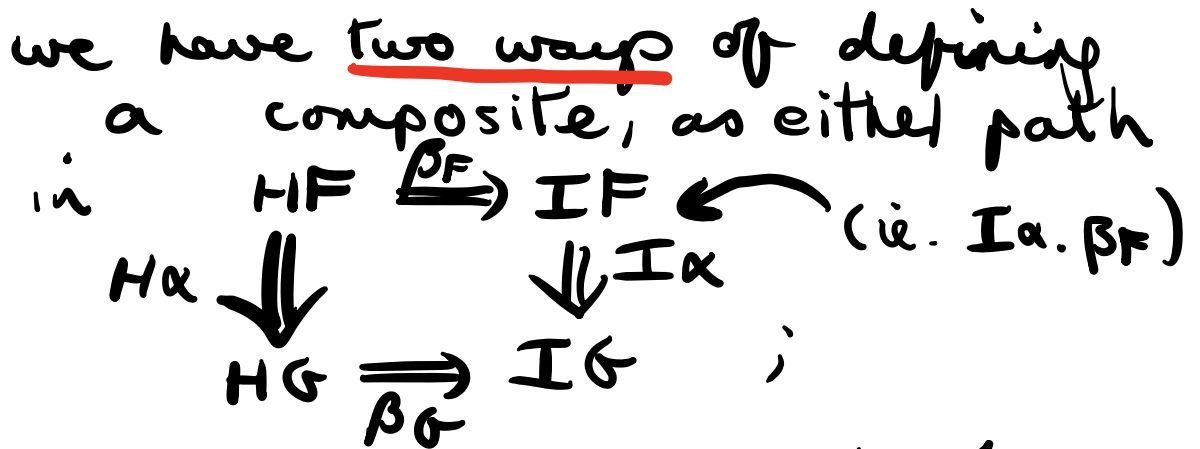 we have two ways of defining
a composite, as either path
in HF ⇒ IF (ie. Iα. βF)
βF
Hα ⇓ ⇓ Iα
HG ⇒ IG ;
βG